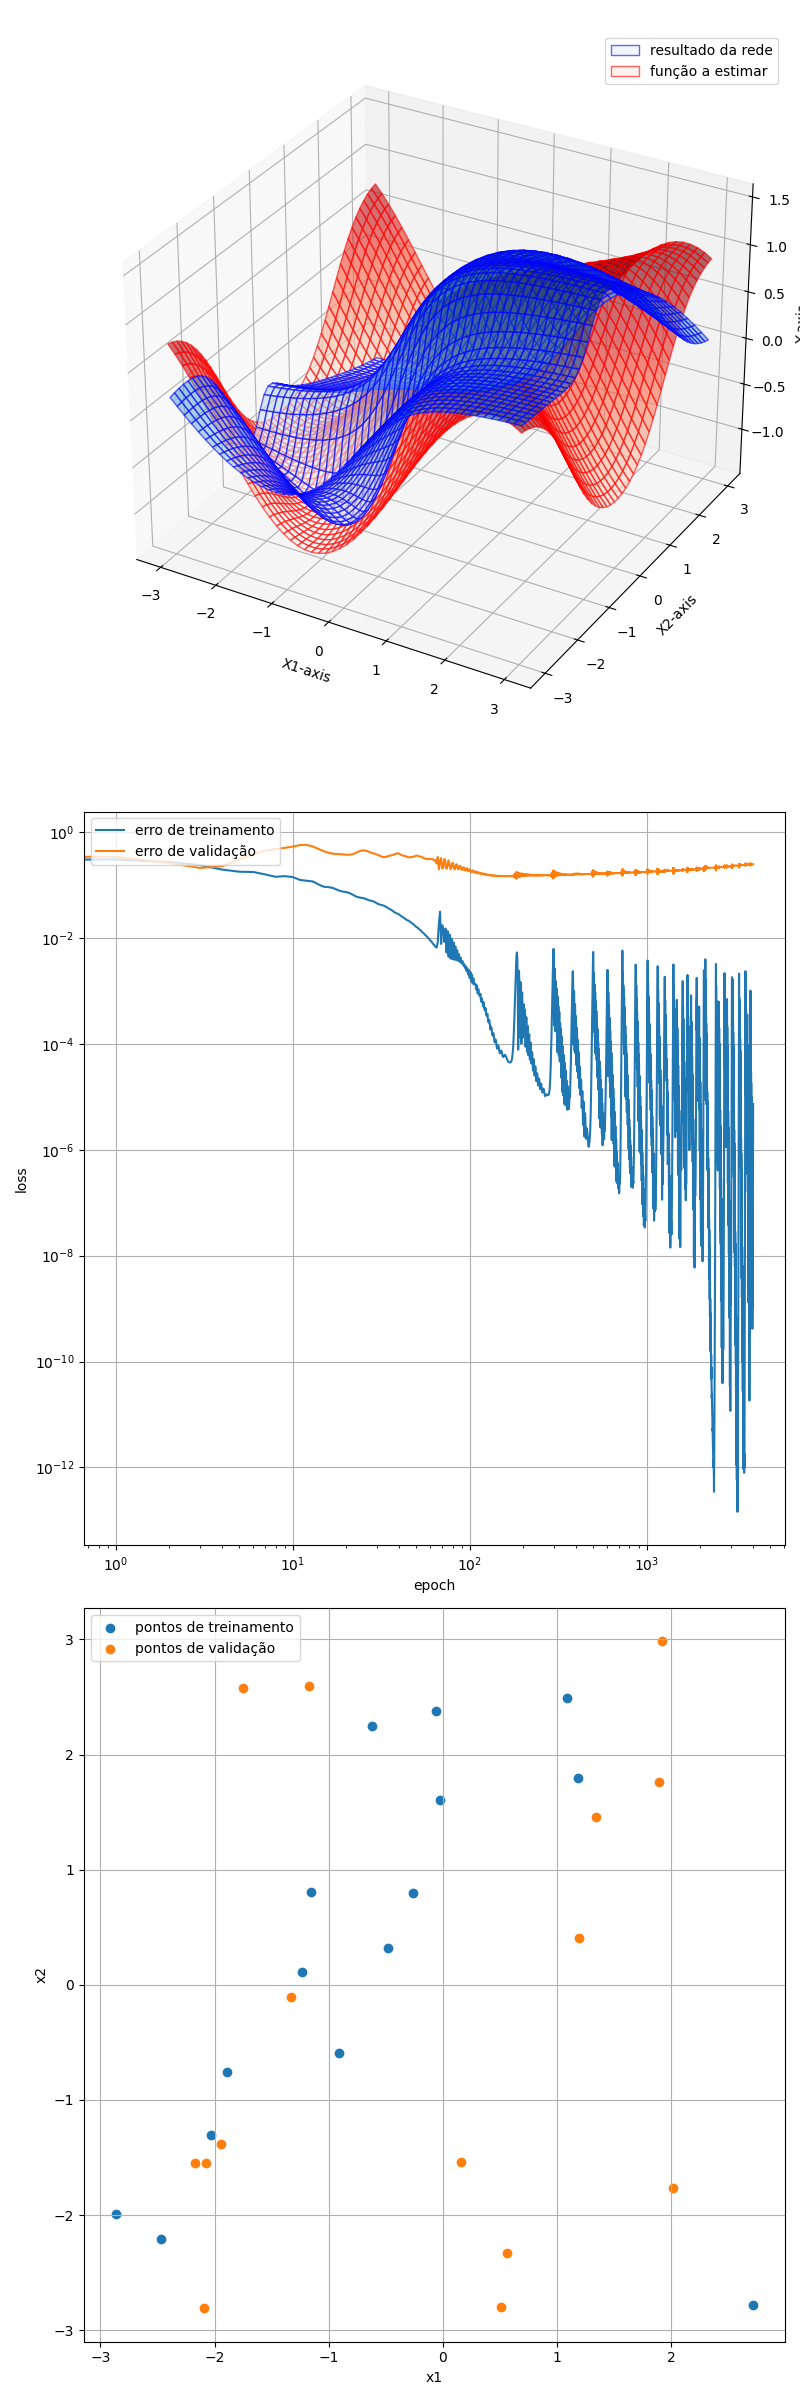 resultado da rede
função a estimar
1.5
1.0
0.5
0.0
−0.5
−1.0
3
2
1
0
−1
−2
−3
X2-axis
−3
−2
−1
0
1
2
3
X1-axis
erro de treinamento
erro de validação
10^0
10^−2
10^−4
10^−6
10^−8
10^−10
10^−12
loss
10^0 10^1 10^2 10^3
epoch
pontos de treinamento
pontos de validação
3
2
1
0
−1
−2
−3
x2
−3 −2 −1 0 1 2
x1